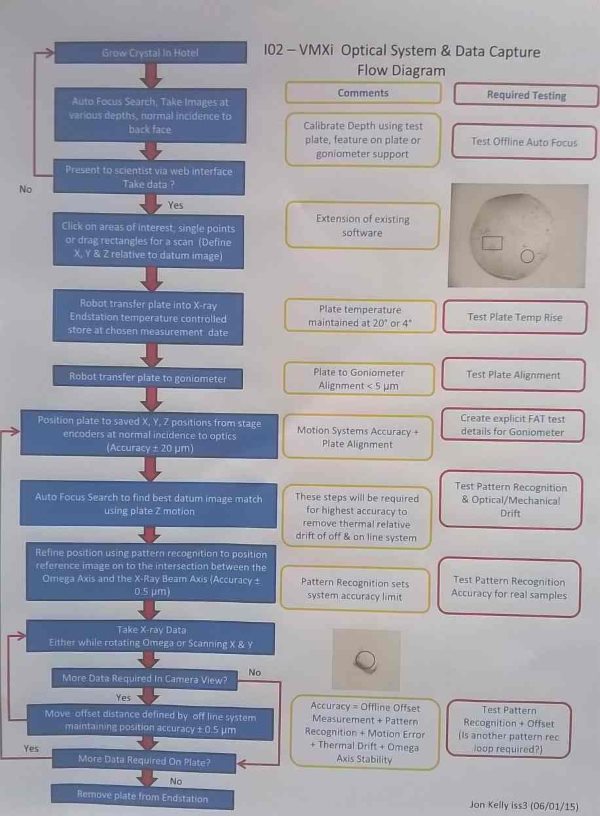 I02 – VMXi Optical System & Data Capture
Flow Diagram
Grow Crystal In Hotel
Comments
Required Testing
Auto Focus Search, Take Images at
various depths, normal incidence to
back face
Calibrate Depth using test
plate, feature on plate or
goniometer support
Test Offline Auto Focus
Present to scientist via web interface
Take data ?
No
Yes
Click on areas of interest, single points
or drag rectangles for a scan (Define
X, Y & Z relative to datum image)
Extension of existing
software
Robot transfer plate into X-ray
Endstation temperature controlled
store at chosen measurement date
Plate temperature
maintained at 20° or 4°
Test Plate Temp Rise
Robot transfer plate to goniometer
Plate to Goniometer
Alignment < 5 µm
Test Plate Alignment
Position plate to saved X, Y, Z positions from stage
encoders at normal incidence to optics
(Accuracy ± 20 µm)
Motion Systems Accuracy +
Plate Alignment
Create explicit FAT test
details for Goniometer
Auto Focus Search to find best datum image match
using plate Z motion
These steps will be required
for highest accuracy to
remove thermal relative
drift of off & on line system
Test Pattern Recognition
& Optical/Mechanical
Drift
Refine position using pattern recognition to position
reference image on to the intersection between the
Omega Axis and the X-Ray Beam Axis (Accuracy ±
0.5 µm)
Pattern Recognition sets
system accuracy limit
Test Pattern Recognition
Accuracy for real samples
Take X-ray Data
Either while rotating Omega or Scanning X & Y
More Data Required In Camera View?
No
Yes
Move offset distance defined by off line system
maintaining position accuracy ± 0.5 µm
Accuracy = Offline Offset
Measurement + Pattern
Recognition + Motion Error
+ Thermal Drift + Omega
Axis Stability
Test Pattern
Recognition + Offset
(Is another pattern rec
loop required?)
Yes
More Data Required On Plate?
No
Remove plate from Endstation
Jon Kelly iss3 (06/01/15)